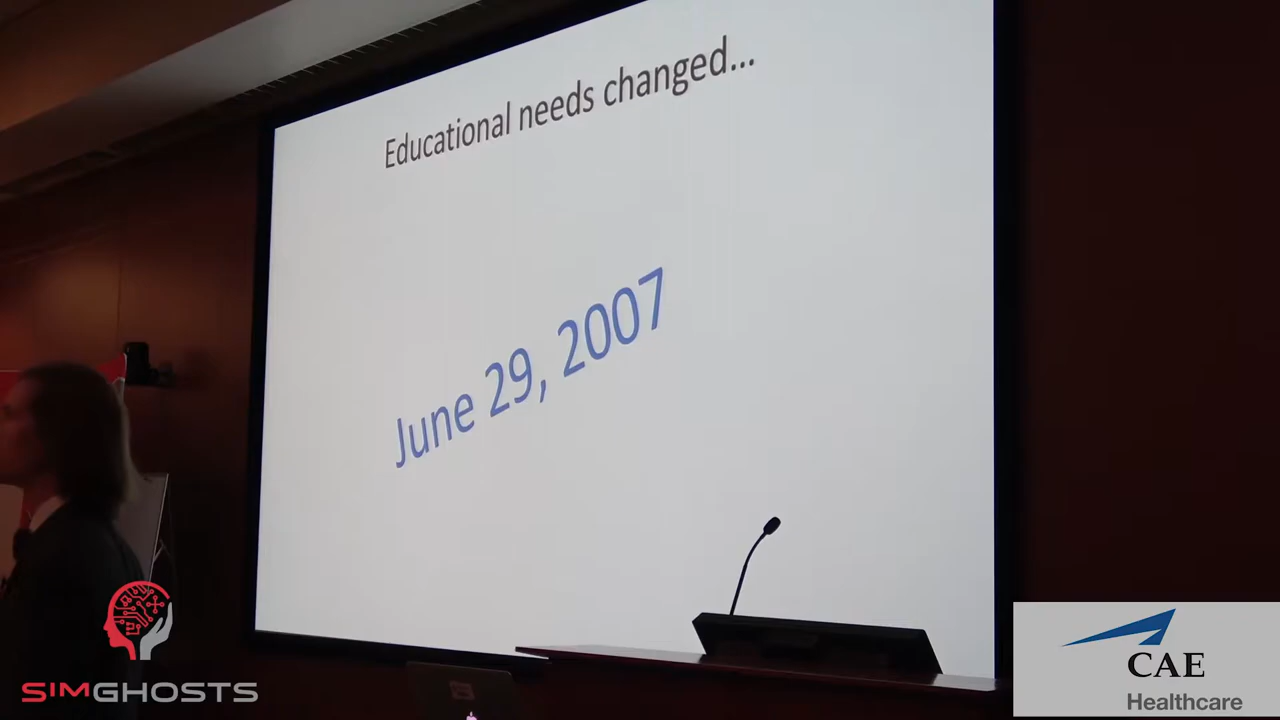 Educational needs changed...
June 29, 2007
SIMGHOSTS
CAE
Healthcare